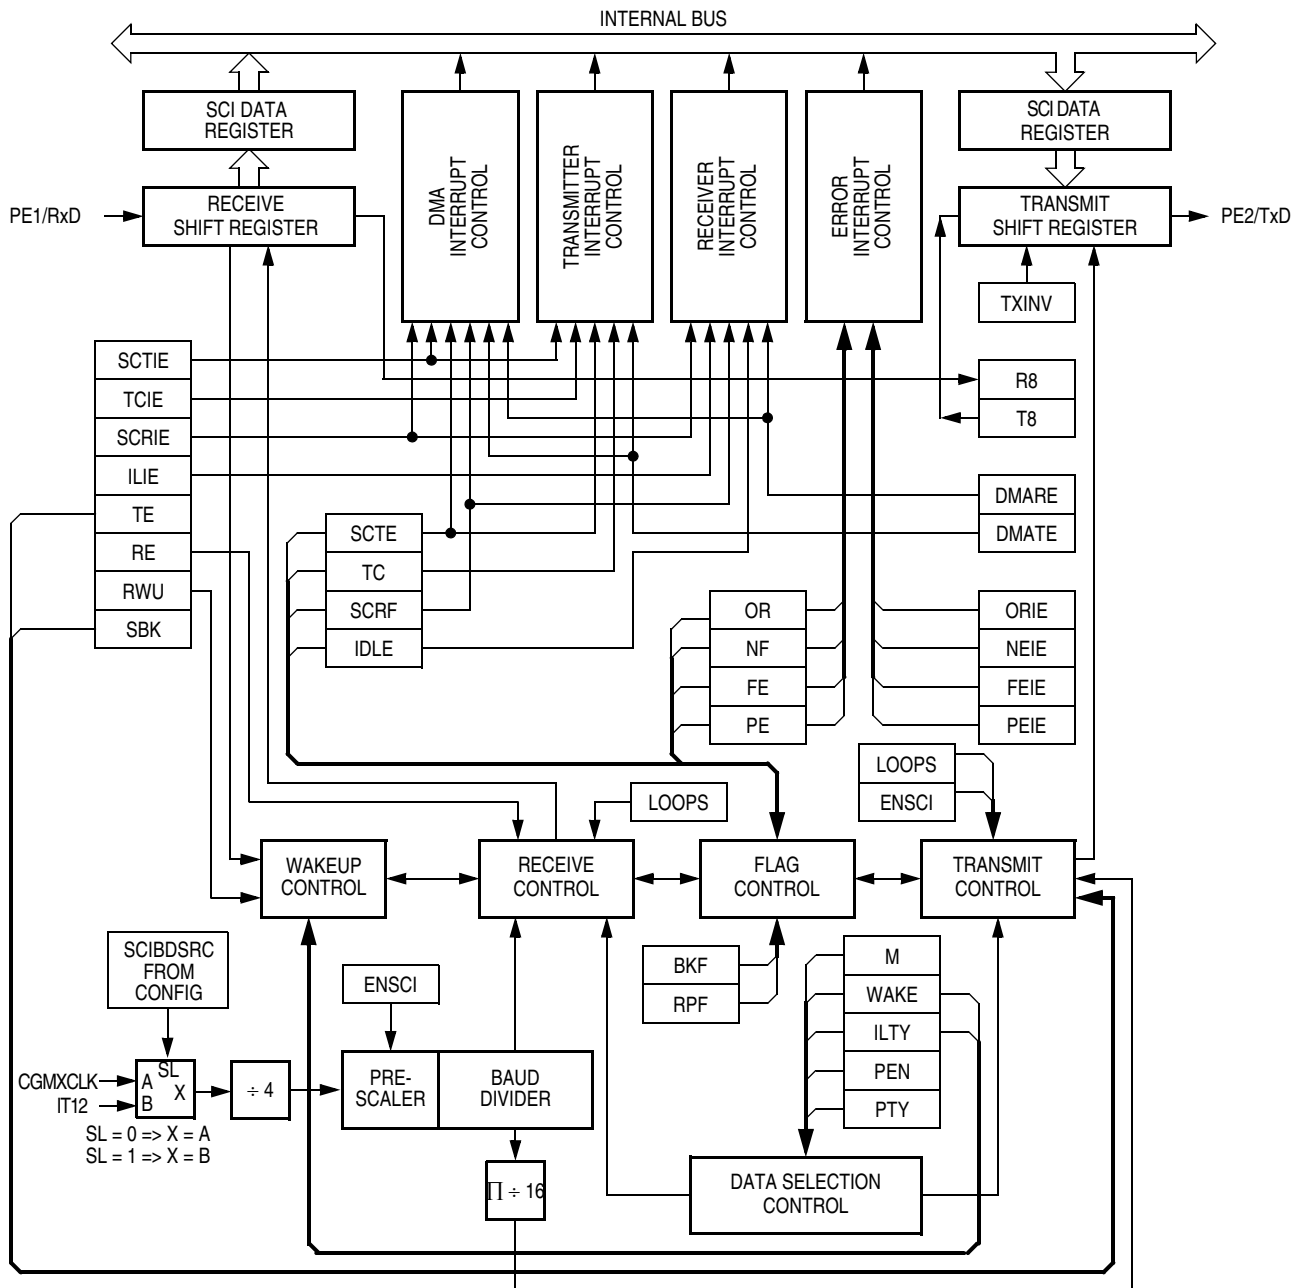 INTERNAL BUS
SCI DATA
REGISTER
DMA
INTERRUPT
CONTROL
TRANSMITTER
INTERRUPT
CONTROL
RECEIVER
INTERRUPT
CONTROL
ERROR
INTERRUPT
CONTROL
SCI DATA
REGISTER
PE1/RxD
RECEIVE
SHIFT REGISTER
TRANSMIT
SHIFT REGISTER
PE2/TxD
TXINV
SCTIE
TCIE
SCRIE
ILIE
TE
RE
RWU
SBK
R8
T8
DMARE
DMATE
SCTE
TC
SCRF
IDLE
OR
NF
FE
PE
ORIE
NEIE
FEIE
PEIE
LOOPS
LOOPS
ENSCI
WAKEUP
CONTROL
RECEIVE
CONTROL
FLAG
CONTROL
TRANSMIT
CONTROL
SCIBDSRC
FROM
CONFIG
ENSCI
BKF
RPF
M
WAKE
ILTY
PEN
PTY
CGMXCLK
IT12
SL
A
X
B
÷ 4
PRE-
SCALER
BAUD
DIVIDER
SL = 0 => X = A
SL = 1 => X = B
∏ ÷ 16
DATA SELECTION
CONTROL